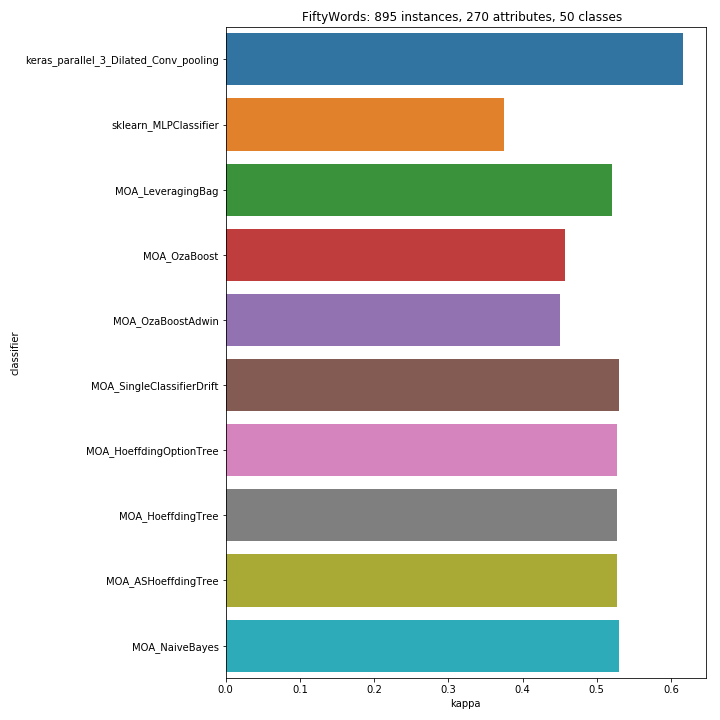 FiftyWords: 895 instances, 270 attributes, 50 classes
classifier
keras_parallel_3_Dilated_Conv_pooling
sklearn_MLPClassifier
MOA_LeveragingBag
MOA_OzaBoost
MOA_OzaBoostAdwin
MOA_SingleClassifierDrift
MOA_HoeffdingOptionTree
MOA_HoeffdingTree
MOA_ASHoeffdingTree
MOA_NaiveBayes
0.0 0.1 0.2 0.3 0.4 0.5 0.6
kappa